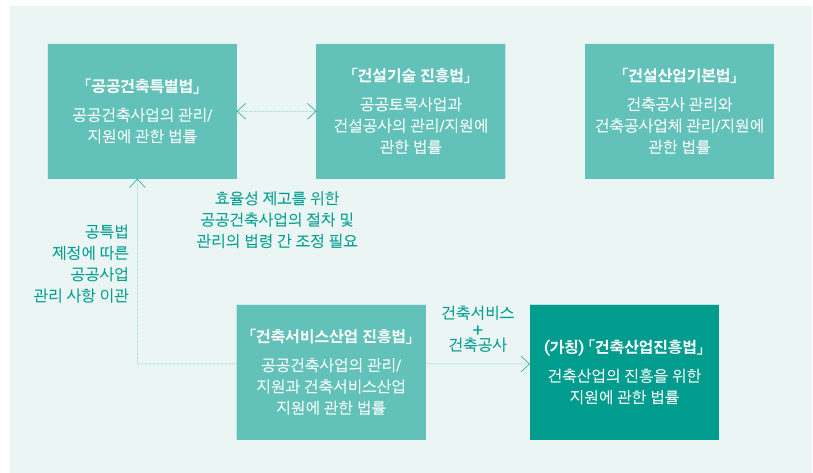 「공공건축특별법」
공공건축사업의 관리/
지원에 관한 법률
「건설기술 진흥법」
공공토목사업과
건설공사의 관리/지원에
관한 법률
「건설산업기본법」
건축공사 관리와
건축공사업체 관리/지원에
관한 법률
효율성 제고를 위한
공공건축사업의 절차 및
관리의 법령 간 조정 필요
공특법
제정에 따른
공공사업
관리 사항 이관
「건축서비스산업 진흥법」
공공건축사업의 관리/
지원과 건축서비스산업
지원에 관한 법률
건축서비스
+
건축공사
(가칭) 「건축산업진흥법」
건축산업의 진흥을 위한
지원에 관한 법률